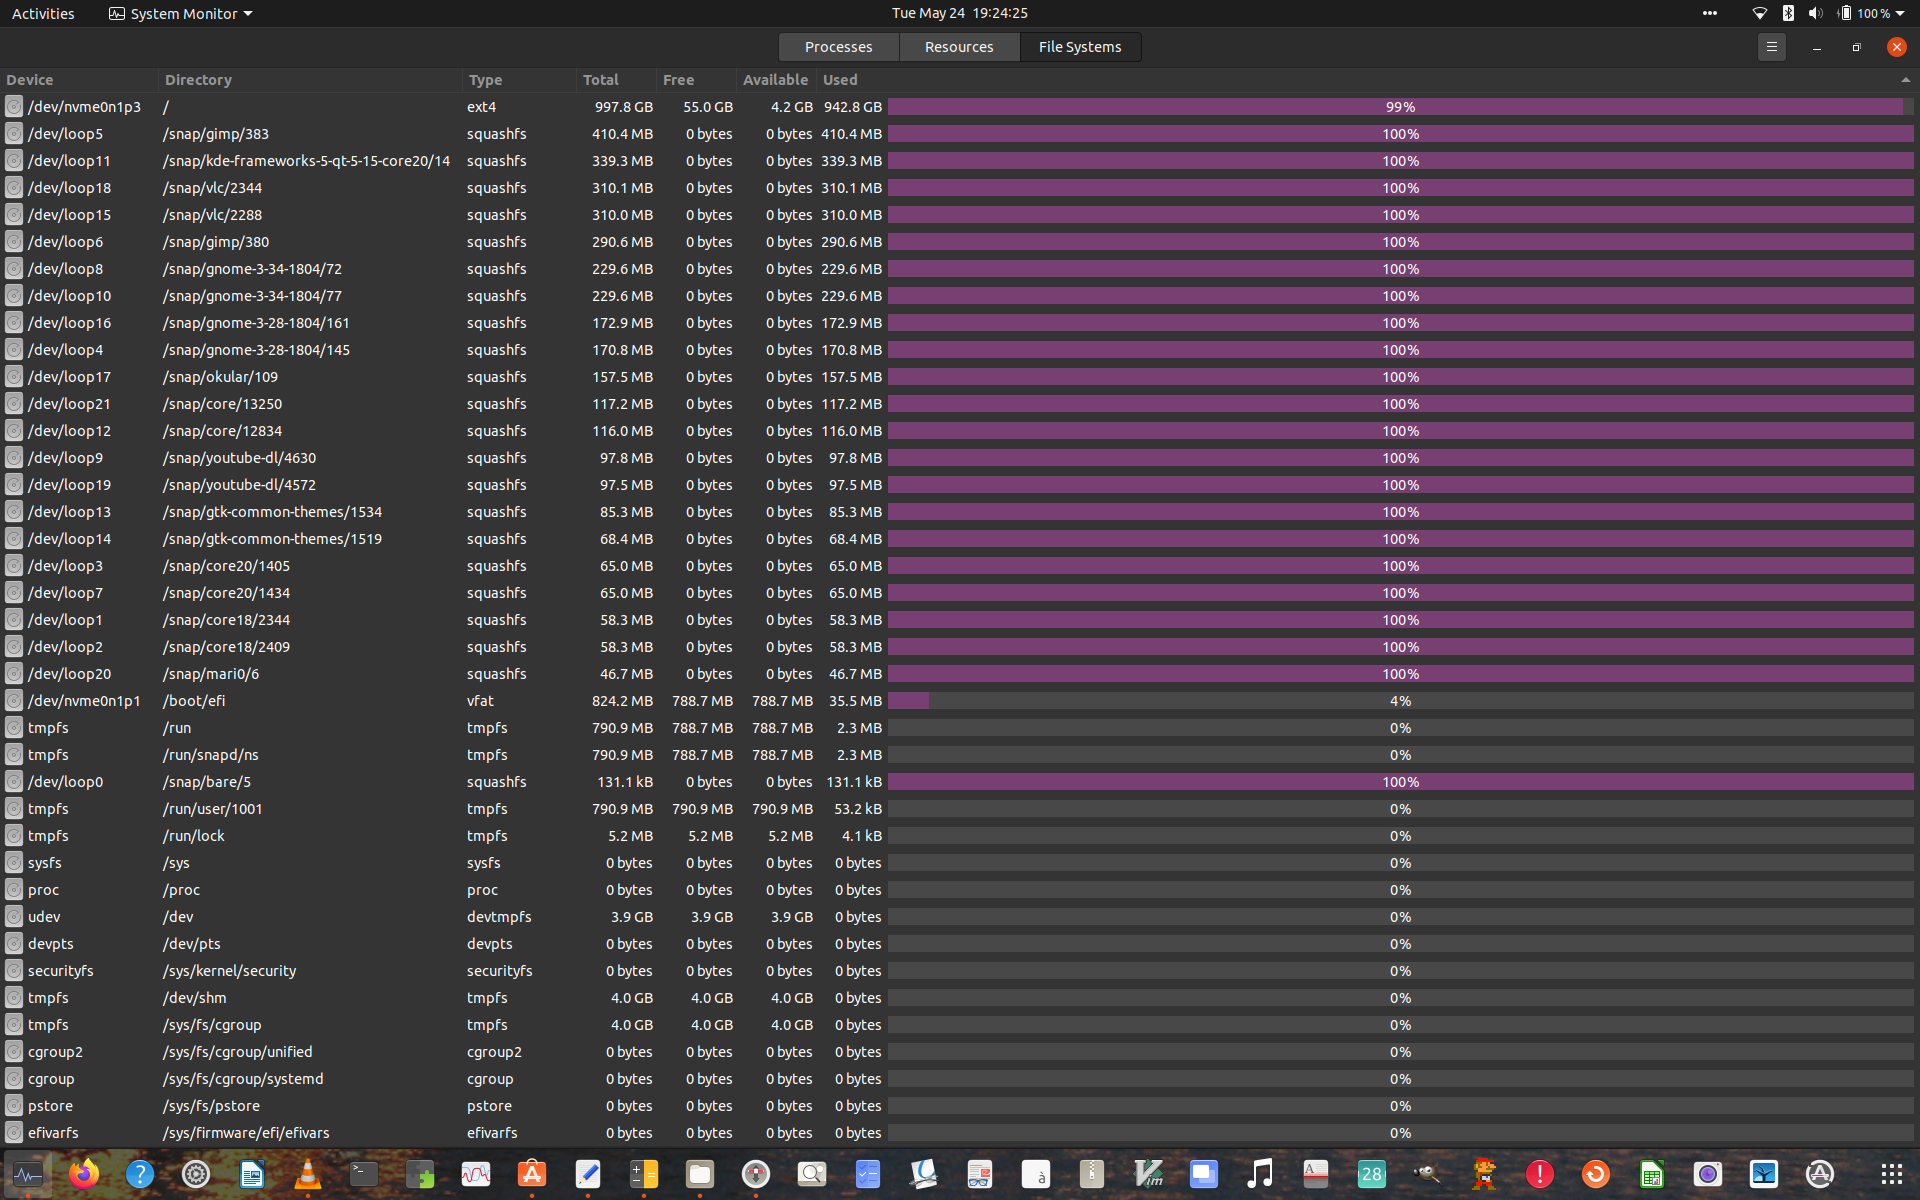 Activities System Monitor Tue May 24 19:24:25 100 %
Processes Resources File Systems
Device Directory Type Total Free Available Used
/dev/nvme0n1p3 / ext4 997.8 GB 55.0 GB 4.2 GB 942.8 GB 99%
/dev/loop5 /snap/gimp/383 squashfs 410.4 MB 0 bytes 0 bytes 410.4 MB 100%
/dev/loop11 /snap/kde-frameworks-5-qt-5-15-core20/14 squashfs 339.3 MB 0 bytes 0 bytes 339.3 MB 100%
/dev/loop18 /snap/vlc/2344 squashfs 310.1 MB 0 bytes 0 bytes 310.1 MB 100%
/dev/loop15 /snap/vlc/2288 squashfs 310.0 MB 0 bytes 0 bytes 310.0 MB 100%
/dev/loop6 /snap/gimp/380 squashfs 290.6 MB 0 bytes 0 bytes 290.6 MB 100%
/dev/loop8 /snap/gnome-3-34-1804/72 squashfs 229.6 MB 0 bytes 0 bytes 229.6 MB 100%
/dev/loop10 /snap/gnome-3-34-1804/77 squashfs 229.6 MB 0 bytes 0 bytes 229.6 MB 100%
/dev/loop16 /snap/gnome-3-28-1804/161 squashfs 172.9 MB 0 bytes 0 bytes 172.9 MB 100%
/dev/loop4 /snap/gnome-3-28-1804/145 squashfs 170.8 MB 0 bytes 0 bytes 170.8 MB 100%
/dev/loop17 /snap/okular/109 squashfs 157.5 MB 0 bytes 0 bytes 157.5 MB 100%
/dev/loop21 /snap/core/13250 squashfs 117.2 MB 0 bytes 0 bytes 117.2 MB 100%
/dev/loop12 /snap/core/12834 squashfs 116.0 MB 0 bytes 0 bytes 116.0 MB 100%
/dev/loop9 /snap/youtube-dl/4630 squashfs 97.8 MB 0 bytes 0 bytes 97.8 MB 100%
/dev/loop19 /snap/youtube-dl/4572 squashfs 97.5 MB 0 bytes 0 bytes 97.5 MB 100%
/dev/loop13 /snap/gtk-common-themes/1534 squashfs 85.3 MB 0 bytes 0 bytes 85.3 MB 100%
/dev/loop14 /snap/gtk-common-themes/1519 squashfs 68.4 MB 0 bytes 0 bytes 68.4 MB 100%
/dev/loop3 /snap/core20/1405 squashfs 65.0 MB 0 bytes 0 bytes 65.0 MB 100%
/dev/loop7 /snap/core20/1434 squashfs 65.0 MB 0 bytes 0 bytes 65.0 MB 100%
/dev/loop1 /snap/core18/2344 squashfs 58.3 MB 0 bytes 0 bytes 58.3 MB 100%
/dev/loop2 /snap/core18/2409 squashfs 58.3 MB 0 bytes 0 bytes 58.3 MB 100%
/dev/loop20 /snap/mari0/6 squashfs 46.7 MB 0 bytes 0 bytes 46.7 MB 100%
/dev/nvme0n1p1 /boot/efi vfat 824.2 MB 788.7 MB 788.7 MB 35.5 MB 4%
tmpfs /run tmpfs 790.9 MB 788.7 MB 788.7 MB 2.3 MB 0%
tmpfs /run/snapd/ns tmpfs 790.9 MB 788.7 MB 788.7 MB 2.3 MB 0%
/dev/loop0 /snap/bare/5 squashfs 131.1 kB 0 bytes 0 bytes 131.1 kB 100%
tmpfs /run/user/1001 tmpfs 790.9 MB 790.9 MB 790.9 MB 53.2 kB 0%
tmpfs /run/lock tmpfs 5.2 MB 5.2 MB 5.2 MB 4.1 kB 0%
sysfs /sys sysfs 0 bytes 0 bytes 0 bytes 0 bytes 0%
proc /proc proc 0 bytes 0 bytes 0 bytes 0 bytes 0%
udev /dev devtmpfs 3.9 GB 3.9 GB 3.9 GB 0 bytes 0%
devpts /dev/pts devpts 0 bytes 0 bytes 0 bytes 0 bytes 0%
securityfs /sys/kernel/security securityfs 0 bytes 0 bytes 0 bytes 0 bytes 0%
tmpfs /dev/shm tmpfs 4.0 GB 4.0 GB 4.0 GB 0 bytes 0%
tmpfs /sys/fs/cgroup tmpfs 4.0 GB 4.0 GB 4.0 GB 0 bytes 0%
cgroup2 /sys/fs/cgroup/unified cgroup2 0 bytes 0 bytes 0 bytes 0 bytes 0%
cgroup /sys/fs/cgroup/systemd cgroup 0 bytes 0 bytes 0 bytes 0 bytes 0%
pstore /sys/fs/pstore pstore 0 bytes 0 bytes 0 bytes 0 bytes 0%
efivarfs /sys/firmware/efi/efivars efivarfs 0 bytes 0 bytes 0 bytes 0 bytes 0%
? >_ à Vim A 28 !